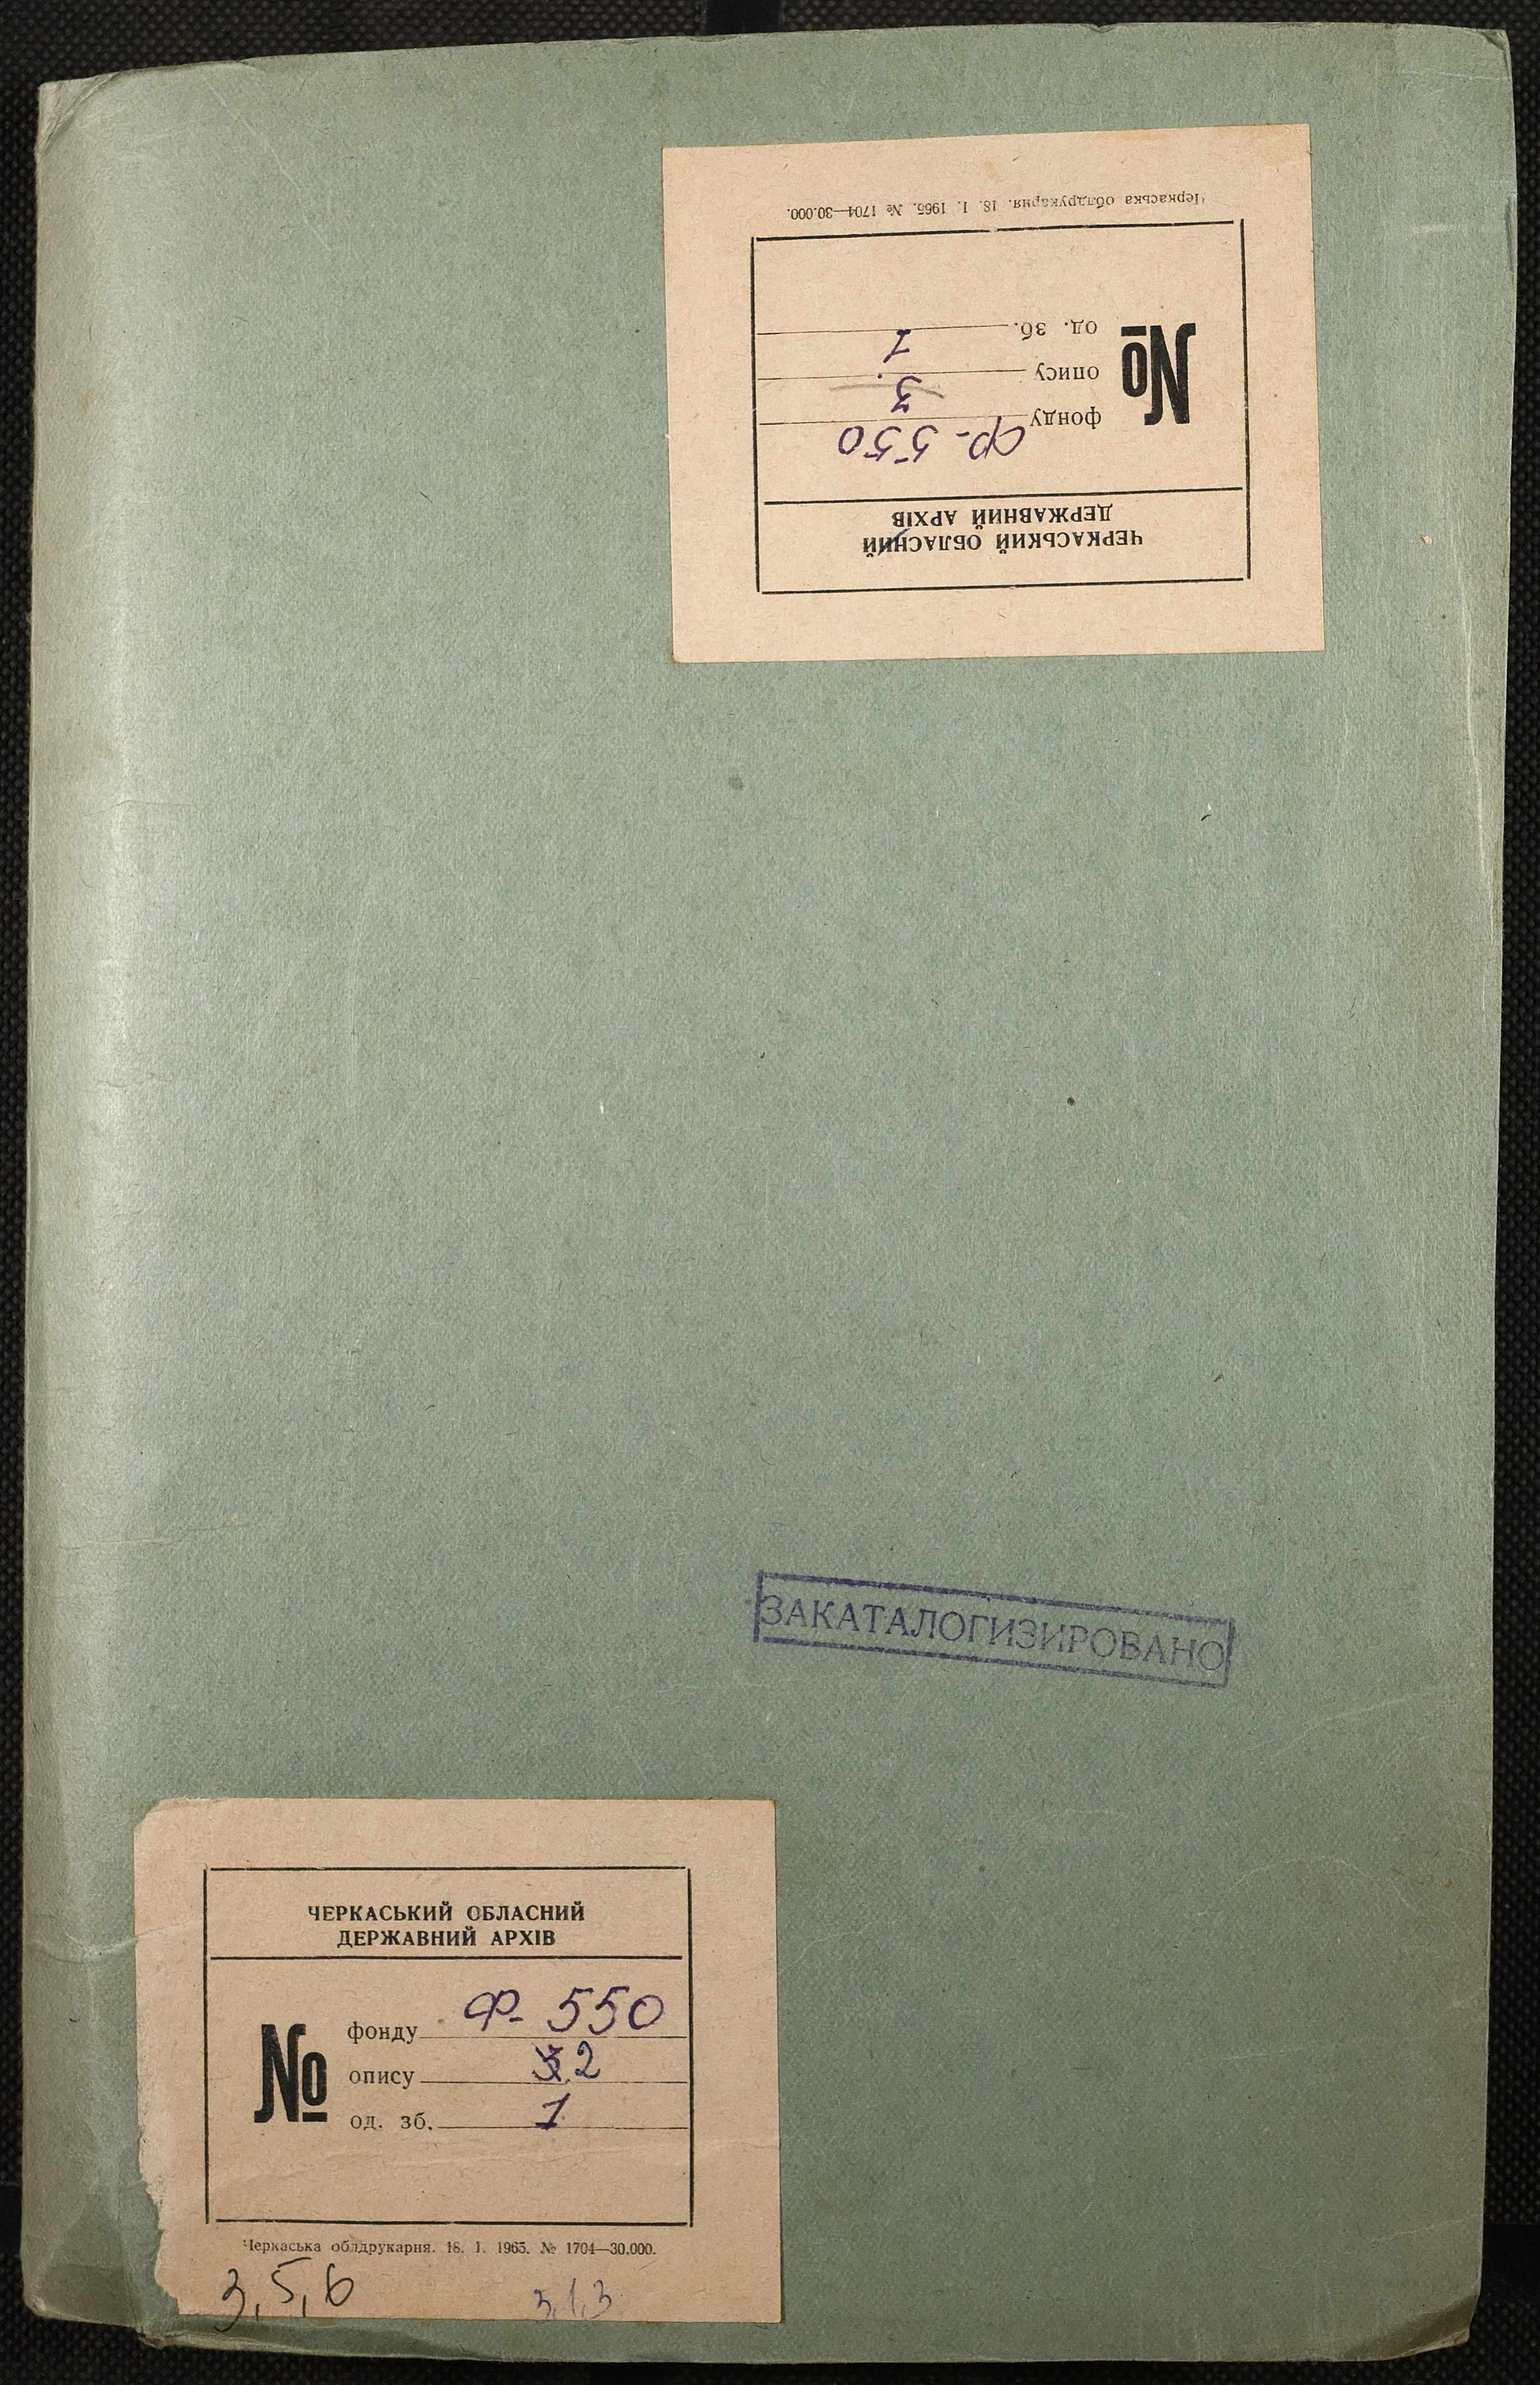 ЧЕРКАСЬКИЙ ОБЛАСНИЙ
ДЕРЖАВНИЙ АРХІВ
№
фонду Ф-550
опису 3
од. зб. 1
Черкаська облдрукарня. 18. I. 1965. № 1704—30.000.
ЗАКАТАЛОГИЗИРОВАНО
ЧЕРКАСЬКИЙ ОБЛАСНИЙ
ДЕРЖАВНИЙ АРХІВ
№
фонду Ф-550
опису 2
од. зб. 1
Черкаська облдрукарня. 18. I. 1965. № 1704—30.000.
3,5,6 3,1,3